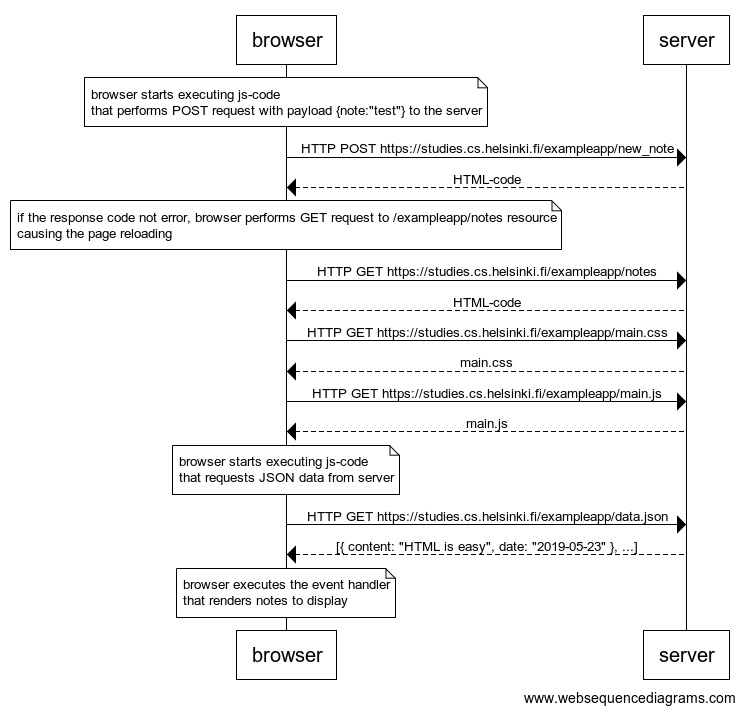 browser
server
browser starts executing js-code
that performs POST request with payload {note:"test"} to the server
HTTP POST https://studies.cs.helsinki.fi/exampleapp/new_note
HTML-code
if the response code not error, browser performs GET request to /exampleapp/notes resource
causing the page reloading
HTTP GET https://studies.cs.helsinki.fi/exampleapp/notes
HTML-code
HTTP GET https://studies.cs.helsinki.fi/exampleapp/main.css
main.css
HTTP GET https://studies.cs.helsinki.fi/exampleapp/main.js
main.js
browser starts executing js-code
that requests JSON data from server
HTTP GET https://studies.cs.helsinki.fi/exampleapp/data.json
[{ content: "HTML is easy", date: "2019-05-23" }, ...]
browser executes the event handler
that renders notes to display
browser
server
www.websequencediagrams.com